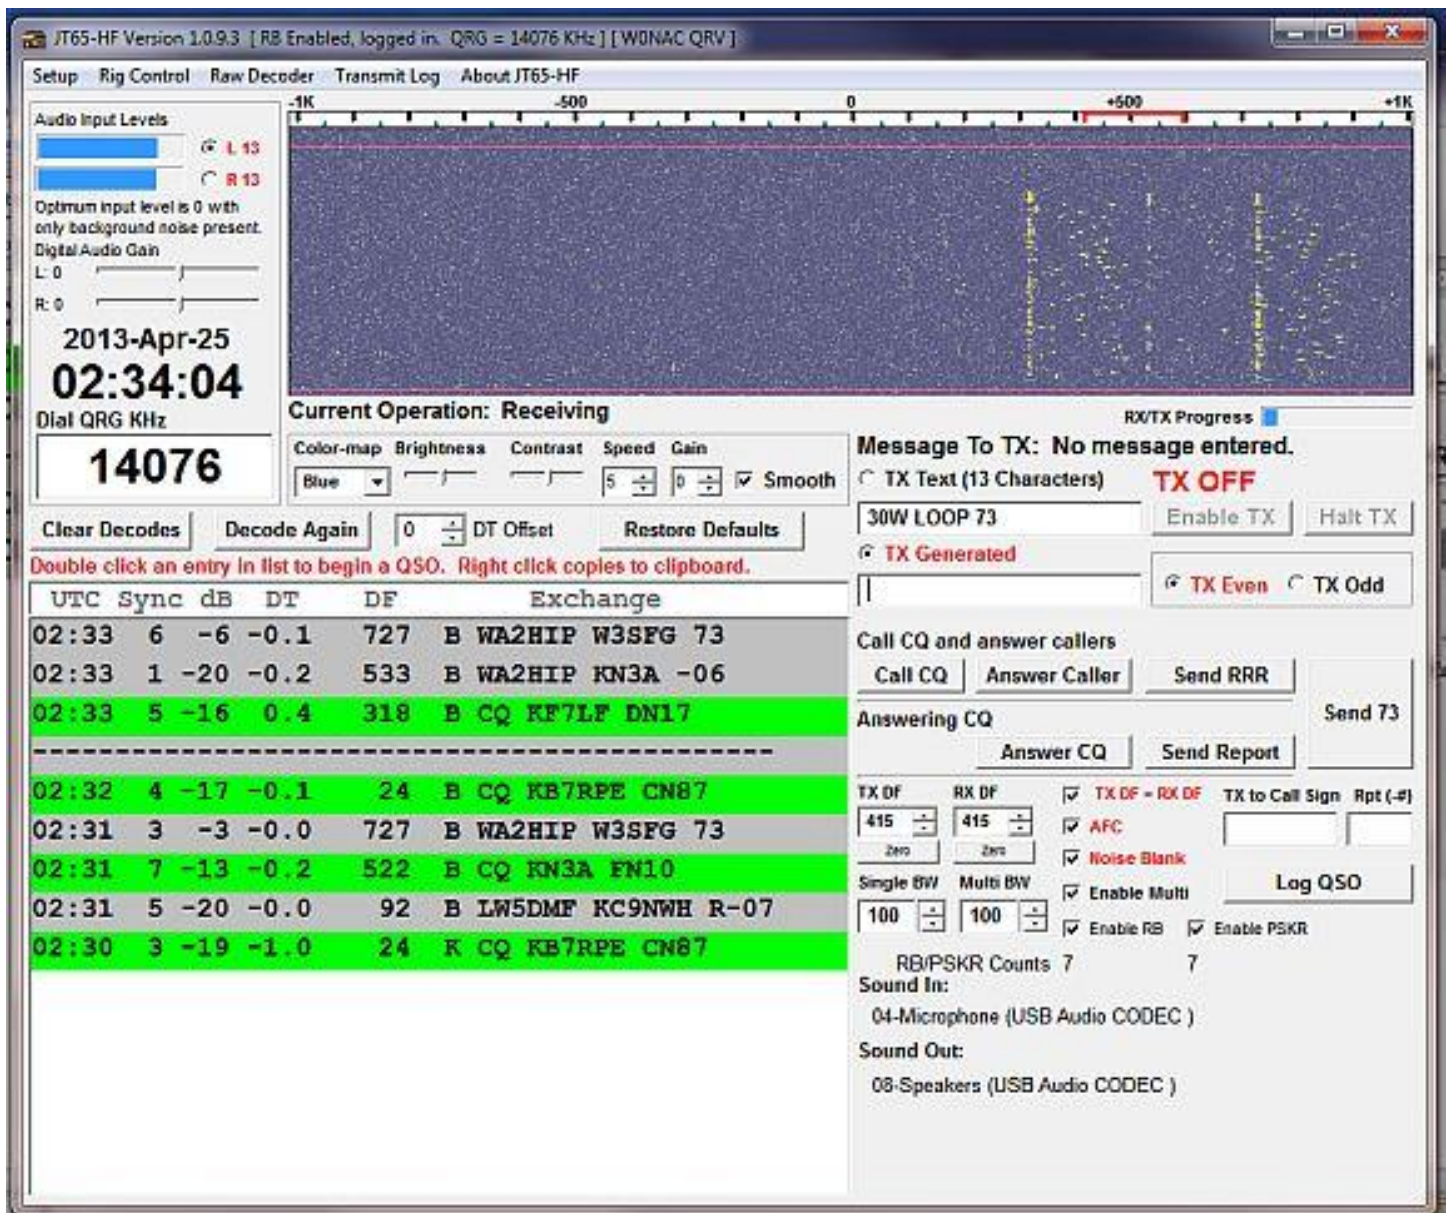 JT65-HF Version 1.0.9.3 [ RB Enabled, logged in. QRG = 14076 KHz ] [ W0NAC QRV ]
Setup Rig Control Raw Decoder Transmit Log About JT65-HF
-1K -500 0 +500 +1K
Audio Input Levels
L 13
R 13
Optimum input level is 0 with
only background noise present.
Digital Audio Gain
L: 0
R: 0
2013-Apr-25
02:34:04
Dial QRG KHz
14076
Current Operation: Receiving
RX/TX Progress
Color-map Brightness Contrast Speed Gain
Blue 5 0 Smooth
Message To TX: No message entered.
TX Text (13 Characters) TX OFF
30W LOOP 73 Enable TX Halt TX
TX Generated
TX Even TX Odd
Clear Decodes Decode Again 0 DT Offset Restore Defaults
Double click an entry in list to begin a QSO. Right click copies to clipboard.
UTC Sync dB DT DF Exchange
02:33 6 -6 -0.1 727 B WA2HIP W3SFG 73
02:33 1 -20 -0.2 533 B WA2HIP KN3A -06
02:33 5 -16 0.4 318 B CQ KF7LF DN17
------------------------------------------------
02:32 4 -17 -0.1 24 B CQ KB7RPE CN87
02:31 3 -3 -0.0 727 B WA2HIP W3SFG 73
02:31 7 -13 -0.2 522 B CQ KN3A FN10
02:31 5 -20 -0.0 92 B LW5DMF KC9NWH R-07
02:30 3 -19 -1.0 24 K CQ KB7RPE CN87
Call CQ and answer callers
Call CQ Answer Caller Send RRR
Send 73
Answering CQ
Answer CQ Send Report
TX DF RX DF TX DF = RX DF TX to Call Sign Rpt (-#)
415 415 AFC
Zero Zero Noise Blank
Single BW Multi BW Enable Multi Log QSO
100 100 Enable RB Enable PSKR
RB/PSKR Counts 7 7
Sound In:
04-Microphone (USB Audio CODEC )
Sound Out:
08-Speakers (USB Audio CODEC )